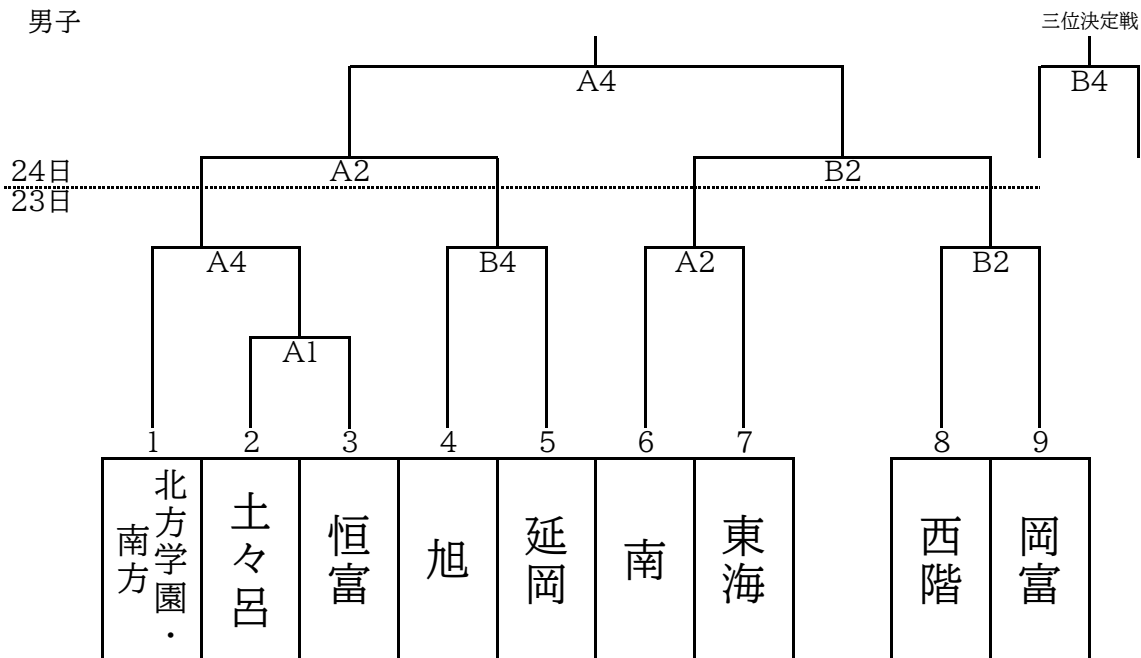 男子
三位決定戦
A4
B4
24日
A2
B2
23日
A4
B4
A2
B2
A1
1
2
3
4
5
6
7
8
9
北方学園・
南方
土々呂
恒富
旭
延岡
南
東海
西階
岡富